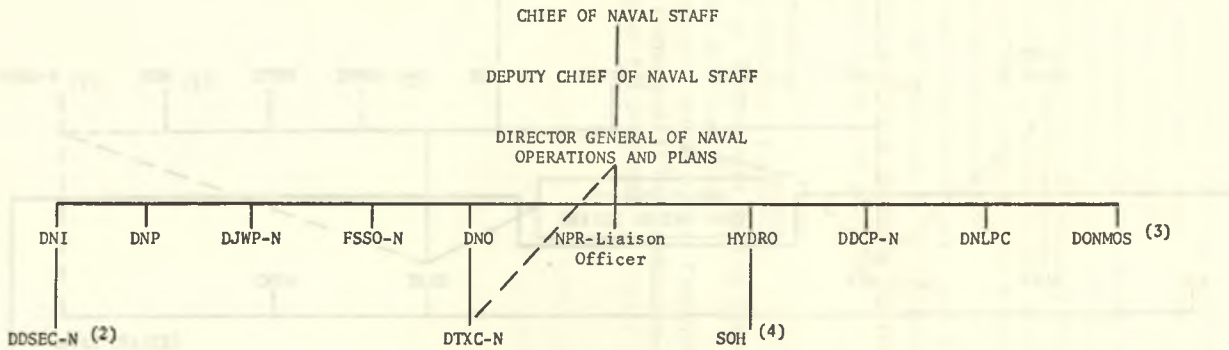 CHIEF OF NAVAL STAFF
DEPUTY CHIEF OF NAVAL STAFF
DIRECTOR GENERAL OF NAVAL
OPERATIONS AND PLANS
DNI DNP DJWP-N FSSO-N DNO NPR-Liaison HYDRO DDCP-N DNLPC DONMOS (3)
Officer
DDSEC-N (2) DTXC-N SOH (4)